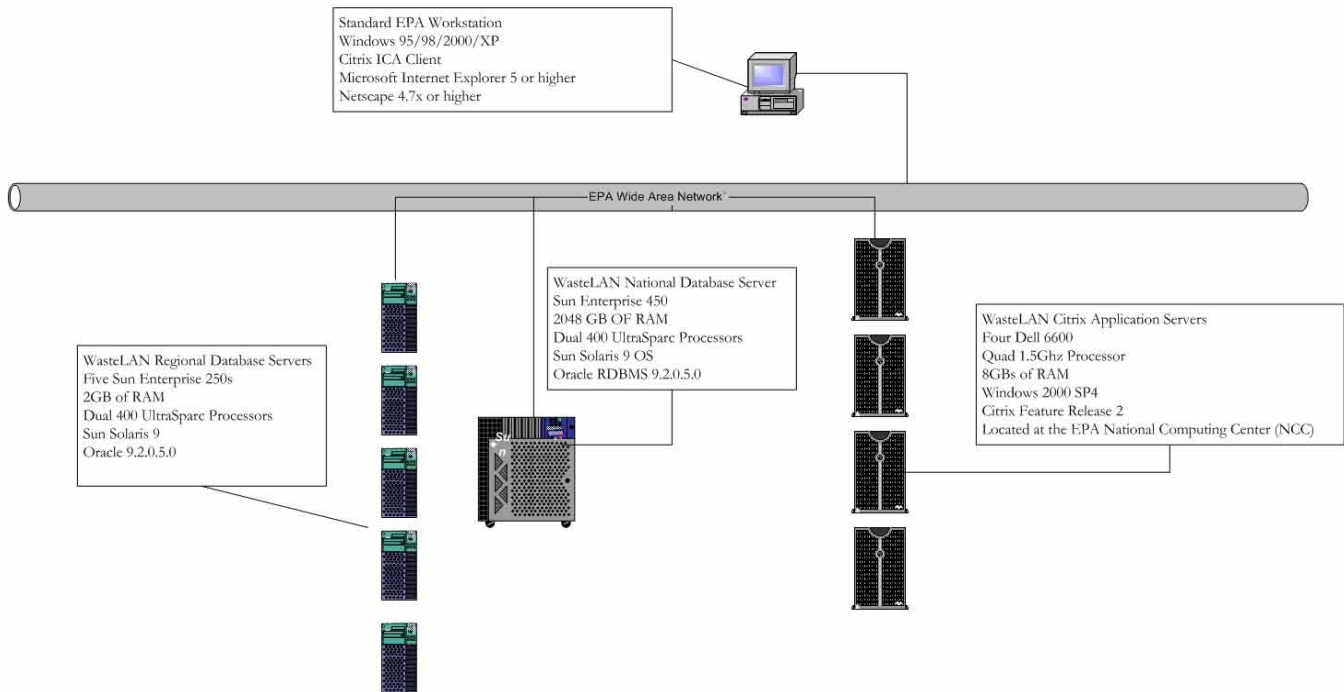 Standard EPA Workstation
Windows 95/98/2000/XP
Citrix ICA Client
Microsoft Internet Explorer 5 or higher
Netscape 4.7x or higher
EPA Wide Area Network`
WasteLAN National Database Server
Sun Enterprise 450
2048 GB OF RAM
Dual 400 UltraSparc Processors
Sun Solaris 9 OS
Oracle RDBMS 9.2.0.5.0
WasteLAN Citrix Application Servers
Four Dell 6600
Quad 1.5Ghz Processor
8GBs of RAM
Windows 2000 SP4
Citrix Feature Release 2
Located at the EPA National Computing Center (NCC)
WasteLAN Regional Database Servers
Five Sun Enterprise 250s
2GB of RAM
Dual 400 UltraSparc Processors
Sun Solaris 9
Oracle 9.2.0.5.0
Su
n